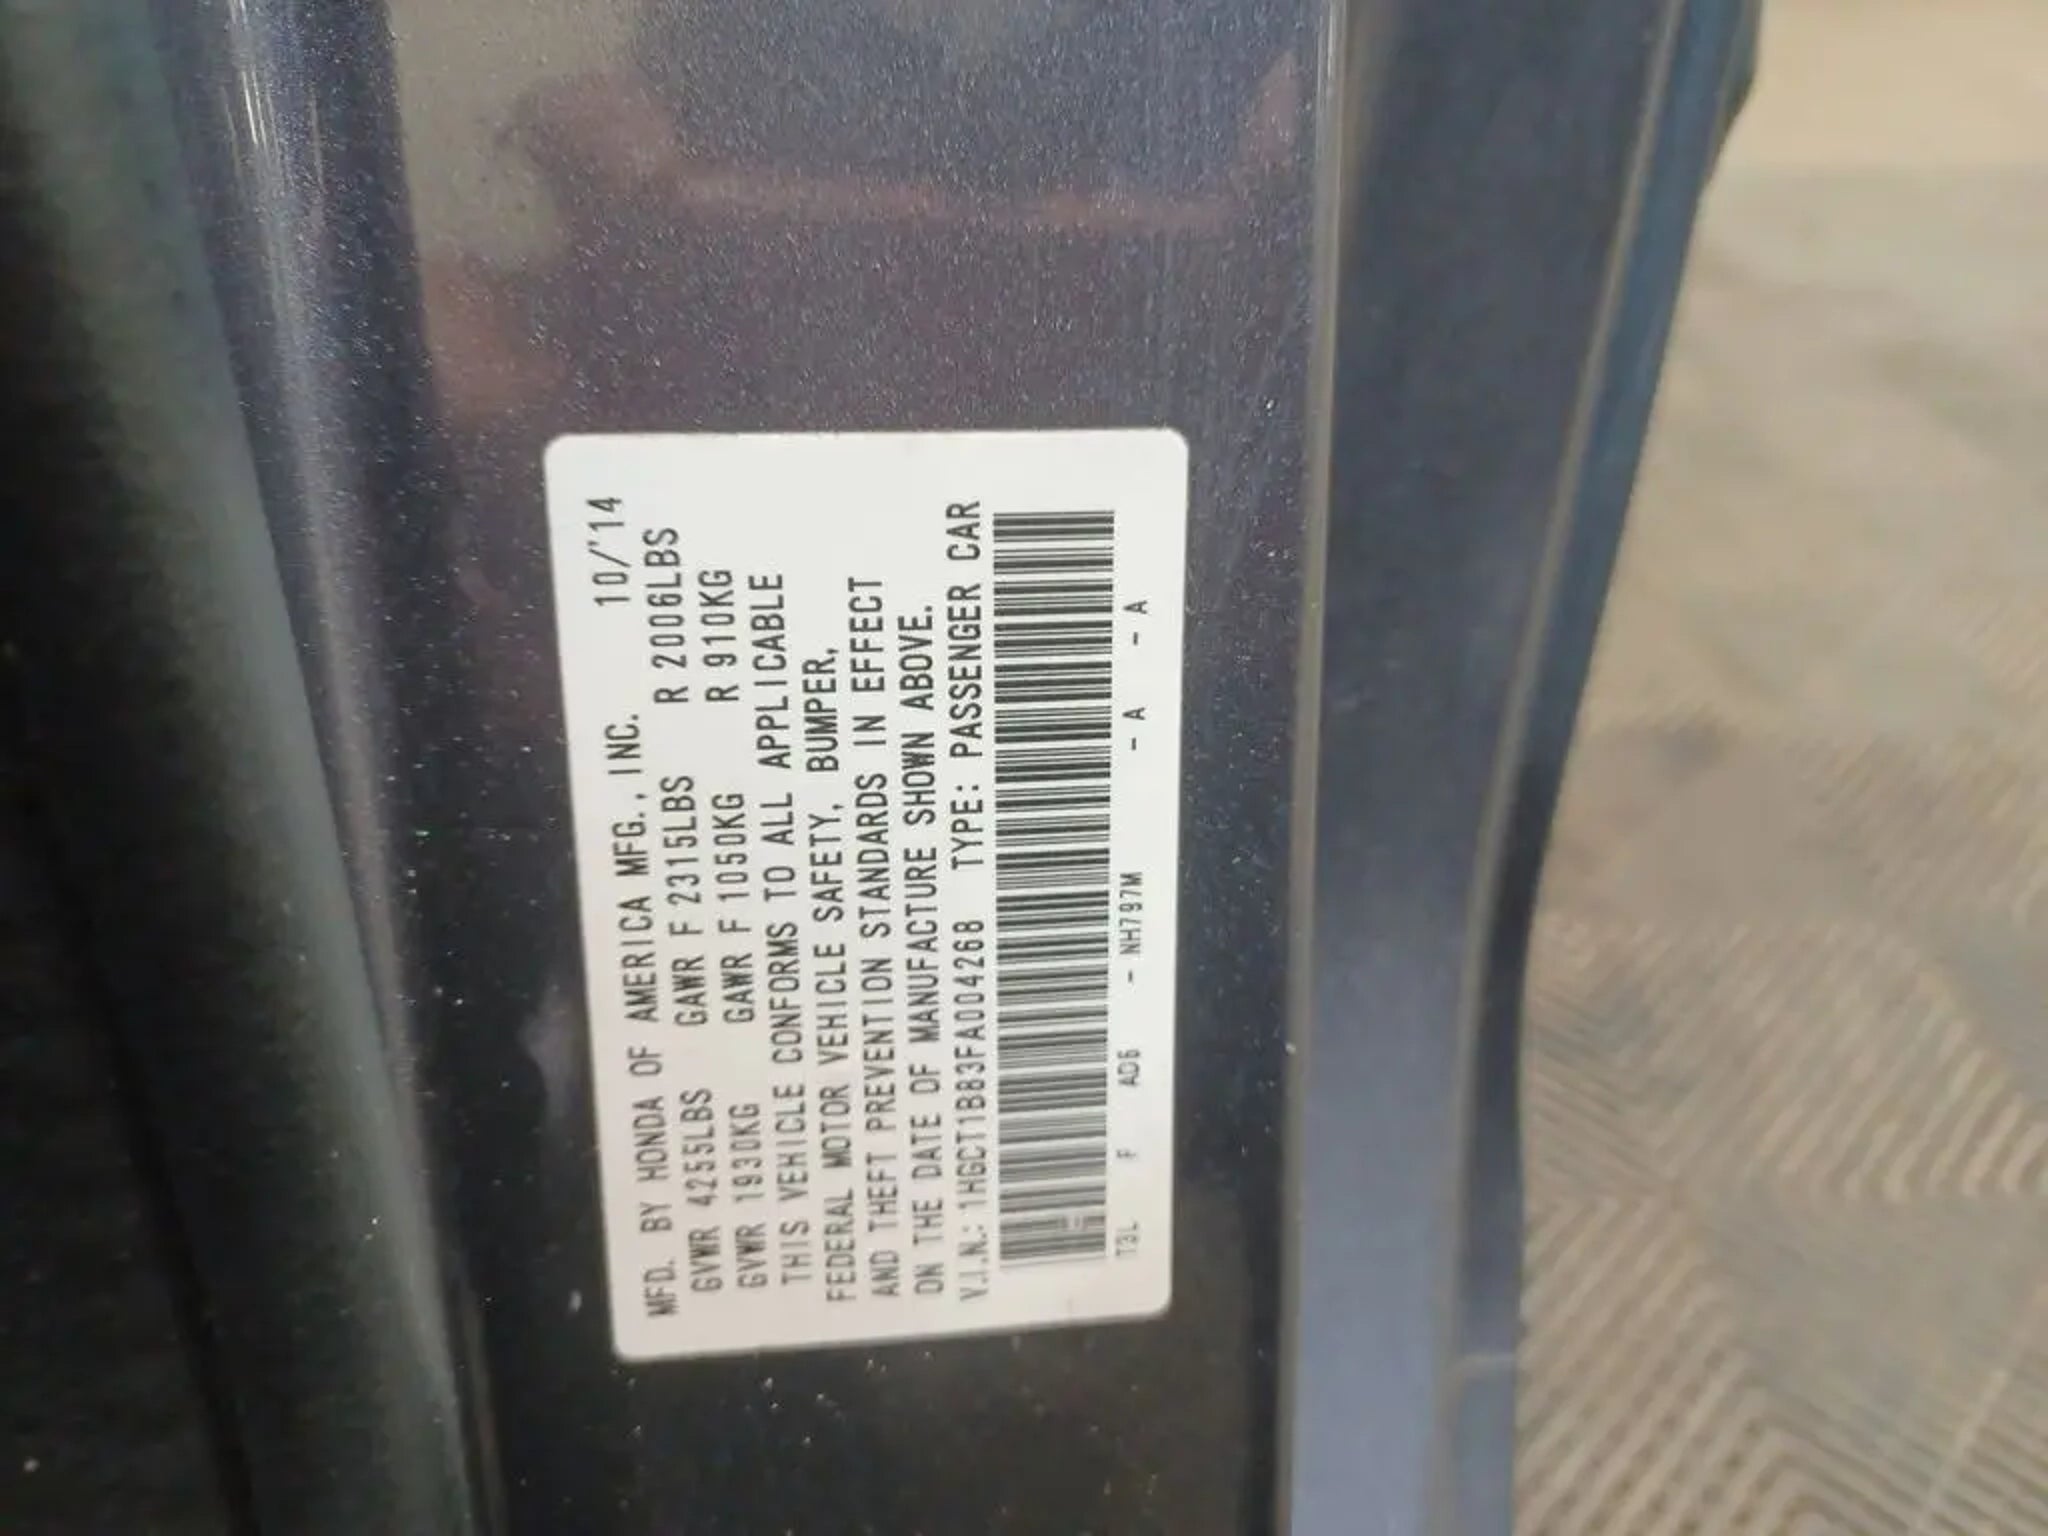 MFD. BY HONDA OF AMERICA MFG., INC. 10/'14
GVWR 4255LBS GAWR F 2315LBS R 2006LBS
GVWR 1930KG GAWR F 1050KG R 910KG
THIS VEHICLE CONFORMS TO ALL APPLICABLE
FEDERAL MOTOR VEHICLE SAFETY, BUMPER,
AND THEFT PREVENTION STANDARDS IN EFFECT
ON THE DATE OF MANUFACTURE SHOWN ABOVE.
V.I.N.: 1HGCT1B83FA004268 TYPE: PASSENGER CAR
T3L F AD6 - NH797M - A - A